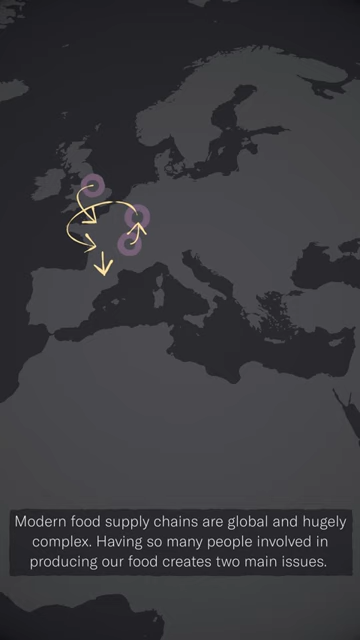 Modern food supply chains are global and hugely
complex. Having so many people involved in
producing our food creates two main issues.